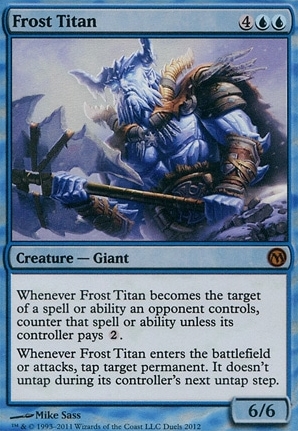 Frost Titan 4
Creature — Giant
Whenever Frost Titan becomes the target
of a spell or ability an opponent controls,
counter that spell or ability unless its
controller pays 2.
Whenever Frost Titan enters the battlefield
or attacks, tap target permanent. It doesn't
untap during its controller's next untap step.
Mike Sass
™ & © 1993–2011 Wizards of the Coast LLC Duels 2012
6/6